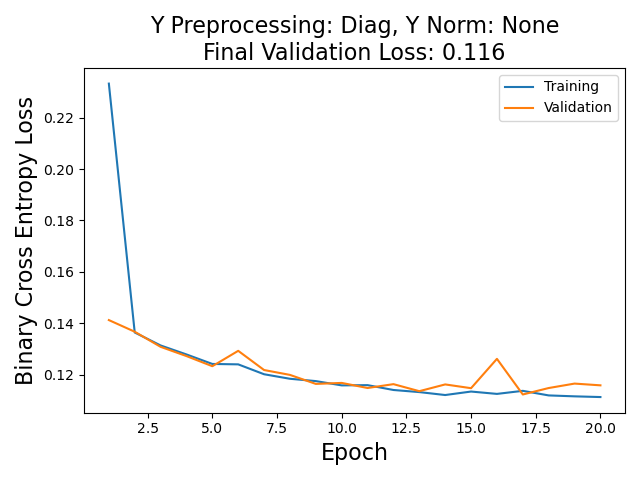 Y Preprocessing: Diag, Y Norm: None
Final Validation Loss: 0.116
Training
Validation
Binary Cross Entropy Loss
0.22
0.20
0.18
0.16
0.14
0.12
2.5 5.0 7.5 10.0 12.5 15.0 17.5 20.0
Epoch